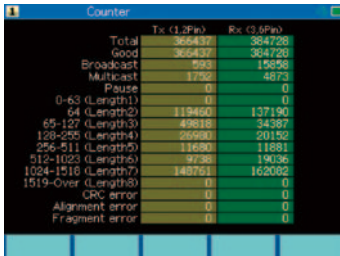 1 Counter
Tx (1,2Pin) Rx (3,6Pin)
Total 366437 384728
Good 366437 384728
Broadcast 593 15858
Multicast 1752 4873
Pause 0 0
0-63 (Length1) 0 0
64 (Length2) 119460 137190
65-127 (Length3) 49818 34387
128-255 (Length4) 26980 20152
256-511 (Length5) 11680 11881
512-1023 (Length6) 9738 19036
1024-1518 (Length7) 148761 162082
1519-Over (Length8) 0 0
CRC error 0 0
Alignment error 0 0
Fragment error 0 0